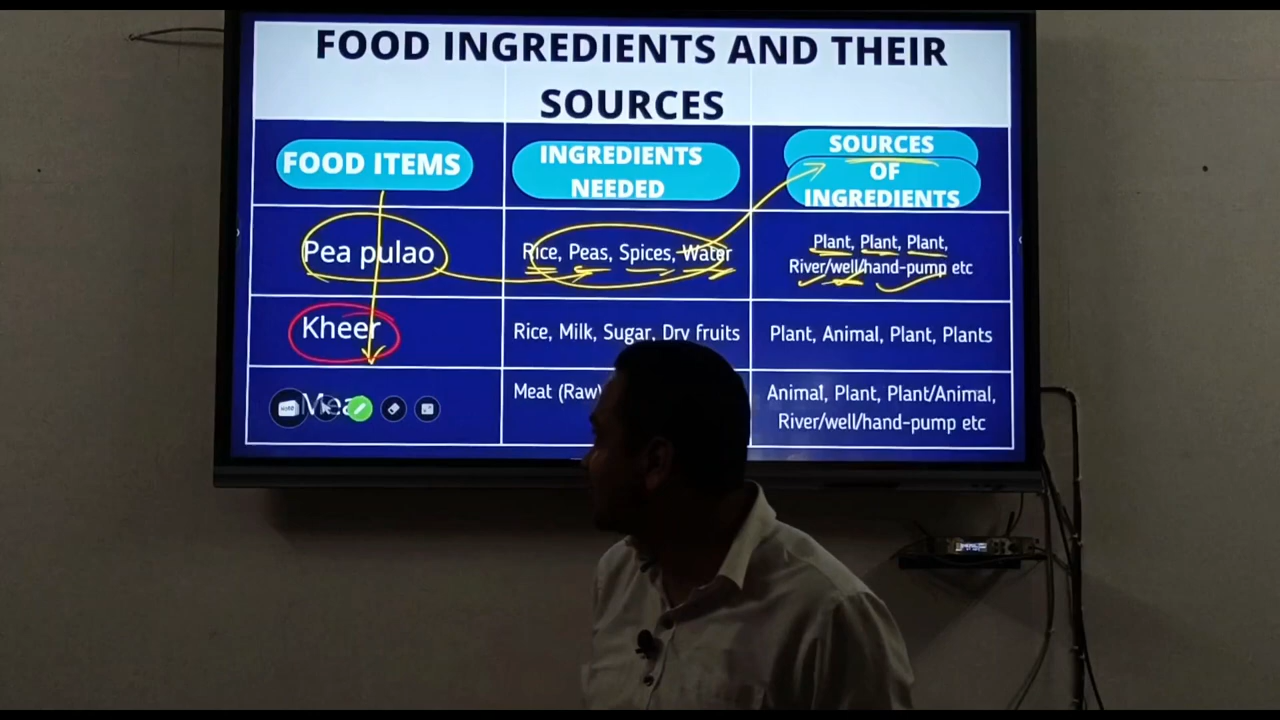 FOOD INGREDIENTS AND THEIR
SOURCES
FOOD ITEMS
INGREDIENTS
NEEDED
SOURCES
OF
INGREDIENTS
Pea pulao
Rice, Peas, Spices, Water
Plant, Plant, Plant,
River/well/hand-pump etc
Kheer
Rice, Milk, Sugar, Dry fruits
Plant, Animal, Plant, Plants
Meat (Raw)
Animal, Plant, Plant/Animal,
River/well/hand-pump etc